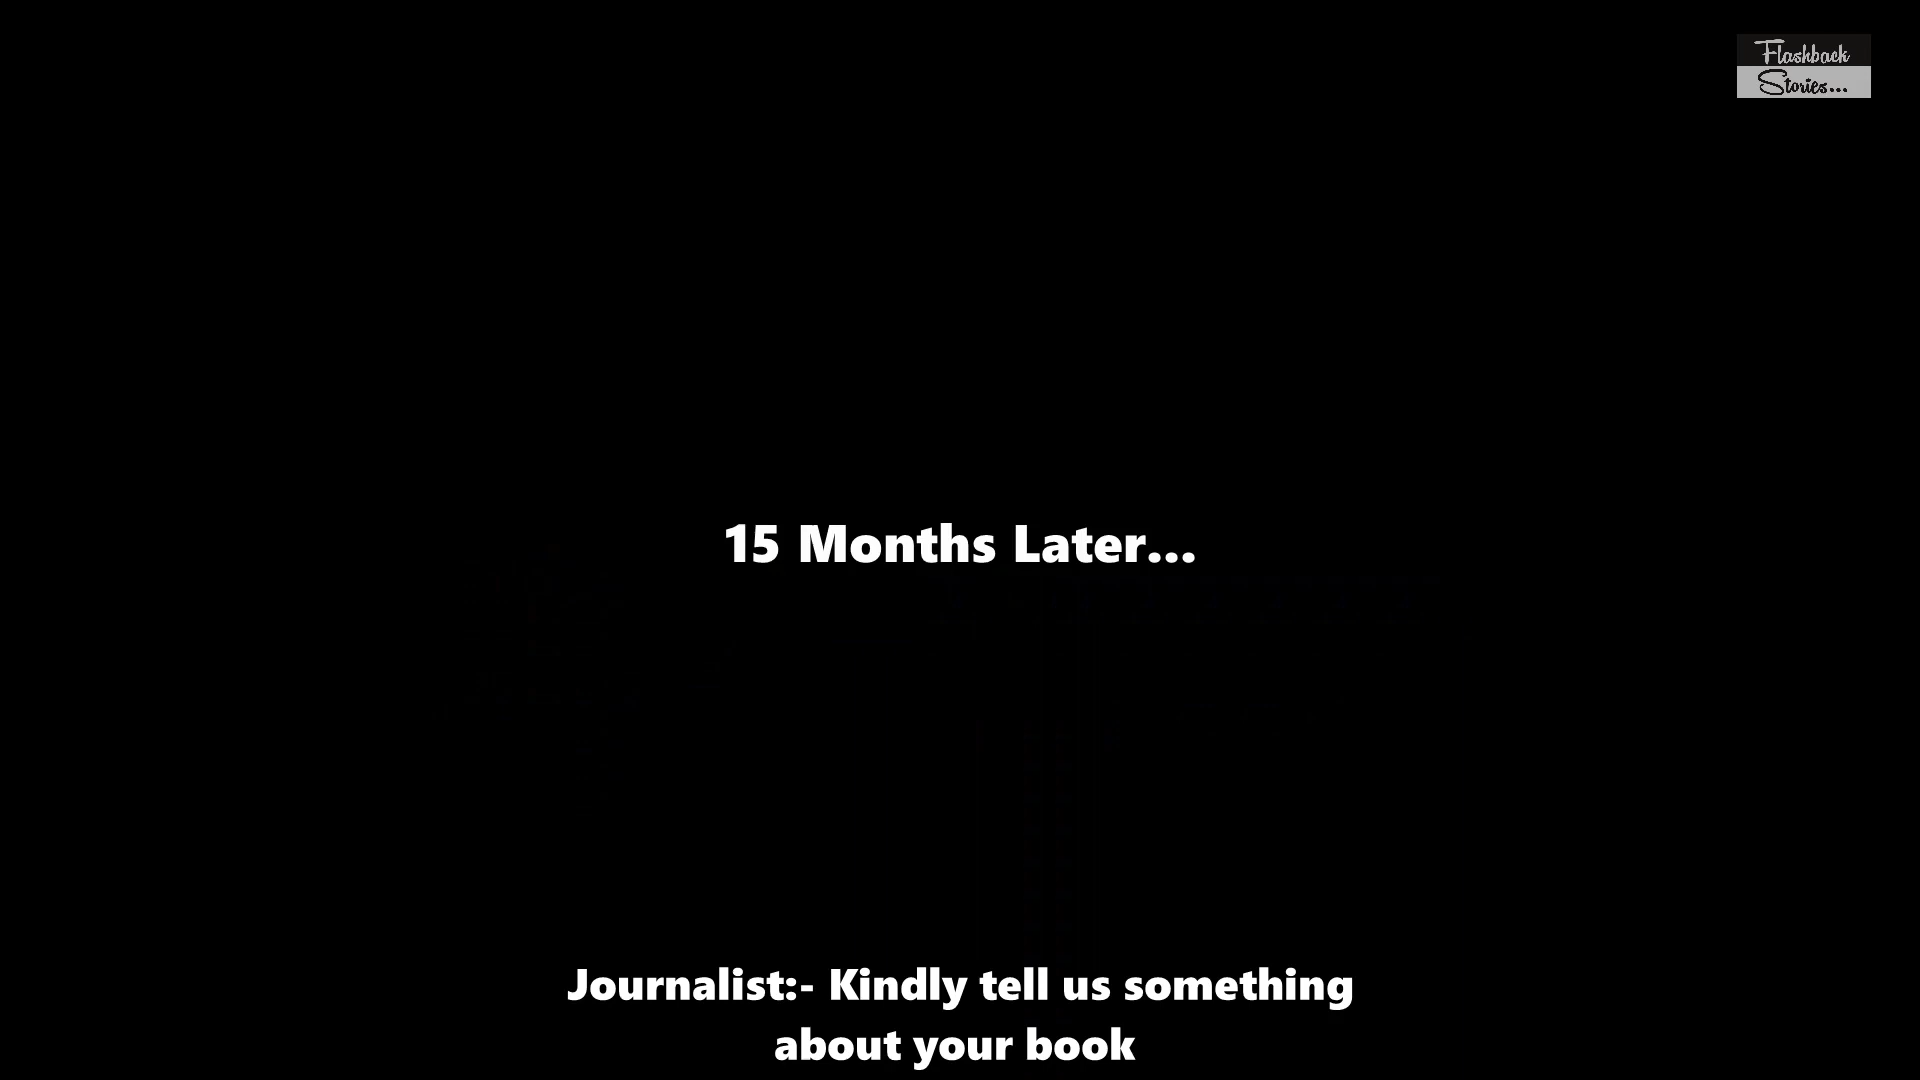 Flashback
Stories...
15 Months Later...
Journalist:- Kindly tell us something
about your book